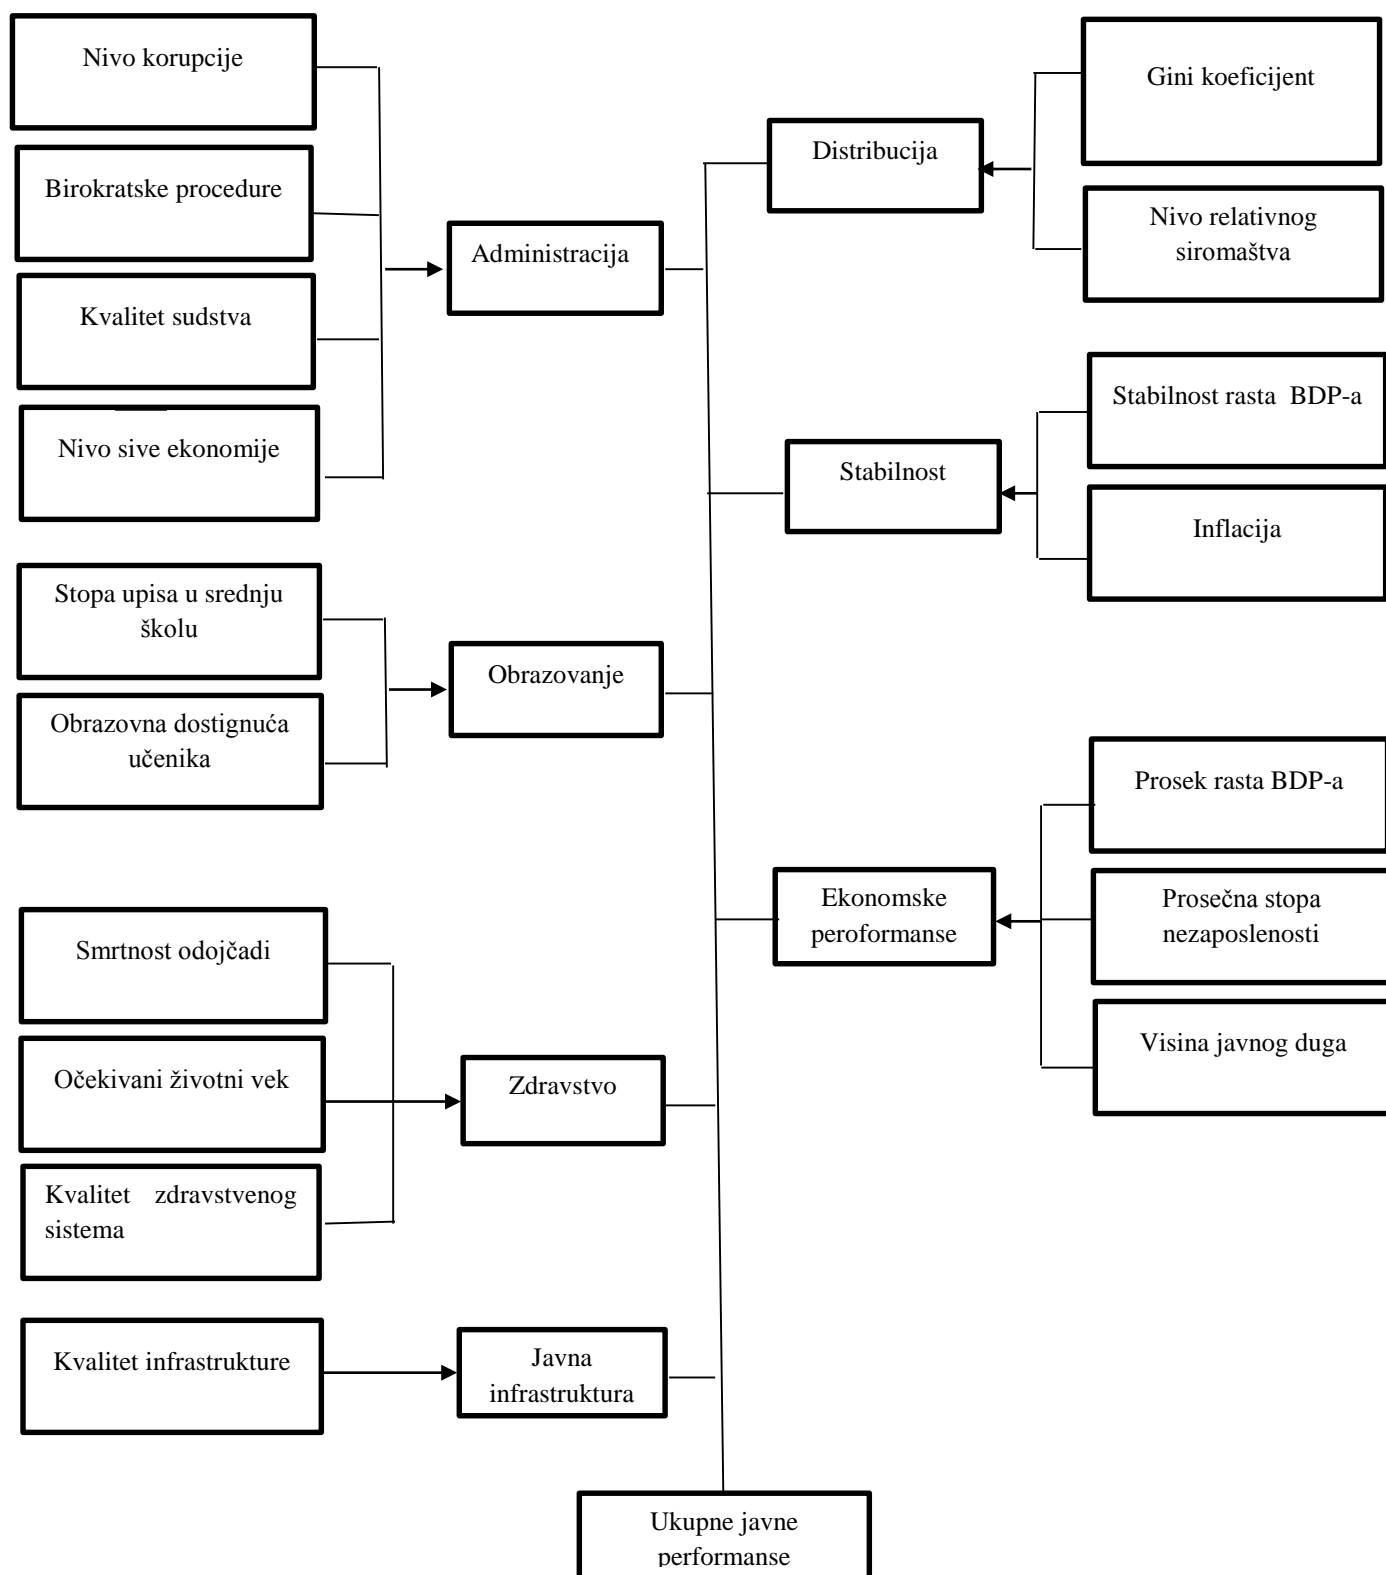 Nivo korupcije
Birokratske procedure
Kvalitet sudstva
Nivo sive ekonomije
Administracija
Stopa upisa u srednju
školu
Obrazovna dostignuća
učenika
Obrazovanje
Smrtnost odojčadi
Očekivani životni vek
Kvalitet zdravstvenog
sistema
Zdravstvo
Kvalitet infrastrukture
Javna
infrastruktura
Distribucija
Gini koeficijent
Nivo relativnog
siromaštva
Stabilnost
Stabilnost rasta BDP-a
Inflacija
Ekonomske
peroformanse
Prosek rasta BDP-a
Prosečna stopa
nezaposlenosti
Visina javnog duga
Ukupne javne
performanse